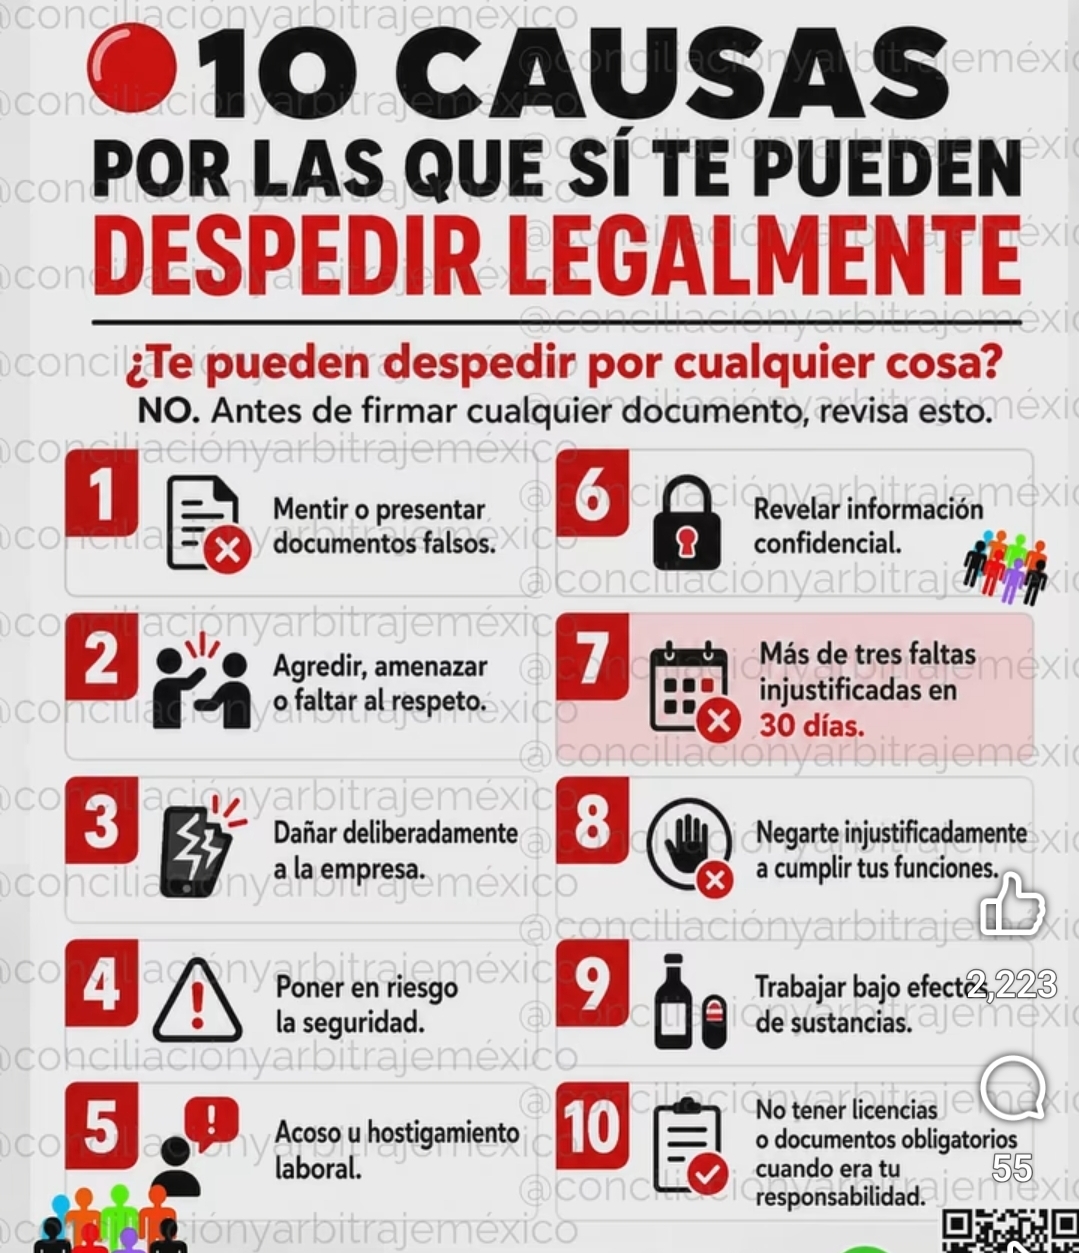 10 CAUSAS
POR LAS QUE SÍ TE PUEDEN
DESPEDIR LEGALMENTE
¿Te pueden despedir por cualquier cosa?
NO. Antes de firmar cualquier documento, revisa esto.
1
Mentir o presentar
documentos falsos.
2
Agredir, amenazar
o faltar al respeto.
3
Dañar deliberadamente
a la empresa.
4
Poner en riesgo
la seguridad.
5
Acoso u hostigamiento
laboral.
6
Revelar información
confidencial.
7
Más de tres faltas
injustificadas en
30 días.
8
Negarte injustificadamente
a cumplir tus funciones.
9
Trabajar bajo efectos
de sustancias.
10
No tener licencias
o documentos obligatorios
cuando era tu
responsabilidad.
2,223
55
@conciliaciónyarbitrajeméxico